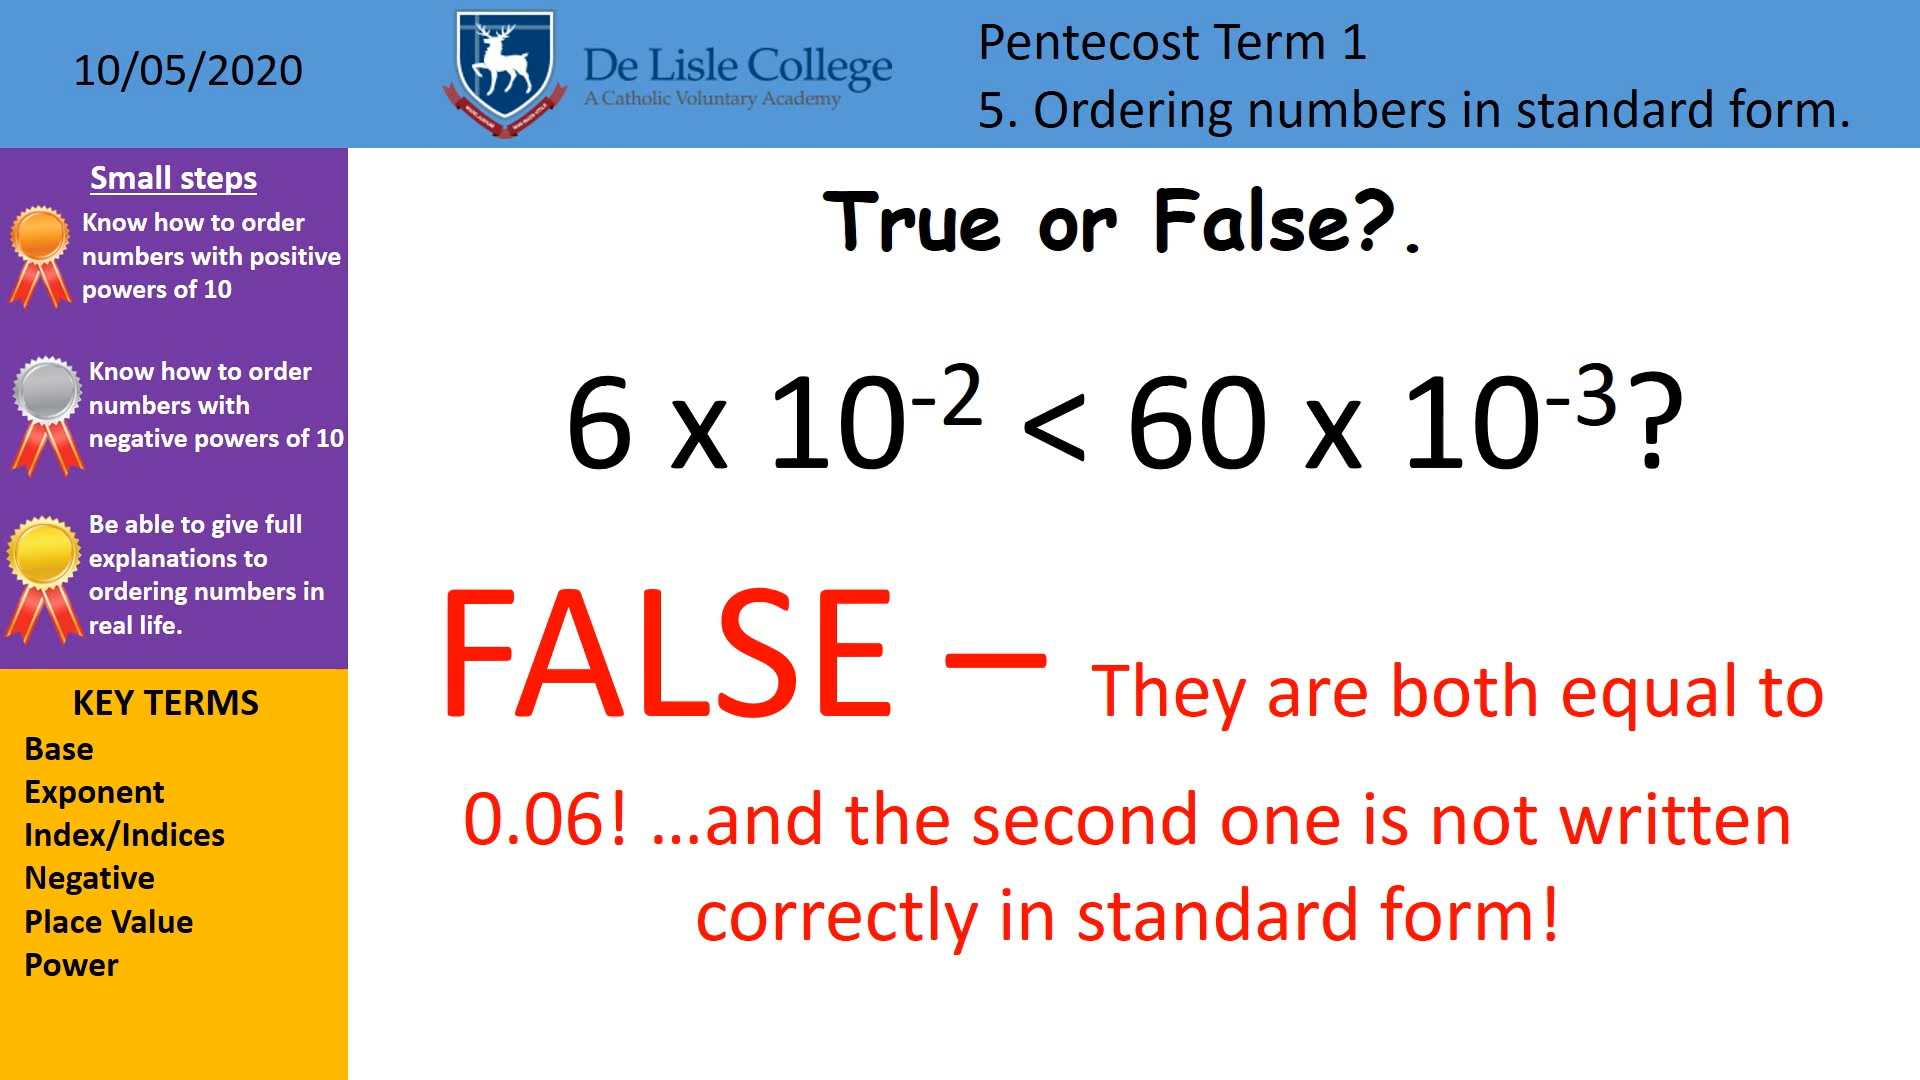 10/05/2020
De Lisle College
A Catholic Voluntary Academy
Pentecost Term 1
5. Ordering numbers in standard form.
Small steps
Know how to order
numbers with positive
powers of 10
Know how to order
numbers with
negative powers of 10
Be able to give full
explanations to
ordering numbers in
real life.
KEY TERMS
Base
Exponent
Index/Indices
Negative
Place Value
Power
True or False?.
6 x 10⁻² < 60 x 10⁻³?
FALSE – They are both equal to
0.06! ...and the second one is not written
correctly in standard form!